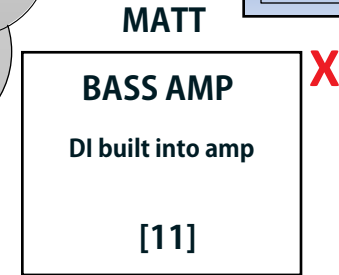 MATT
X
BASS AMP
DI built into amp
[11]